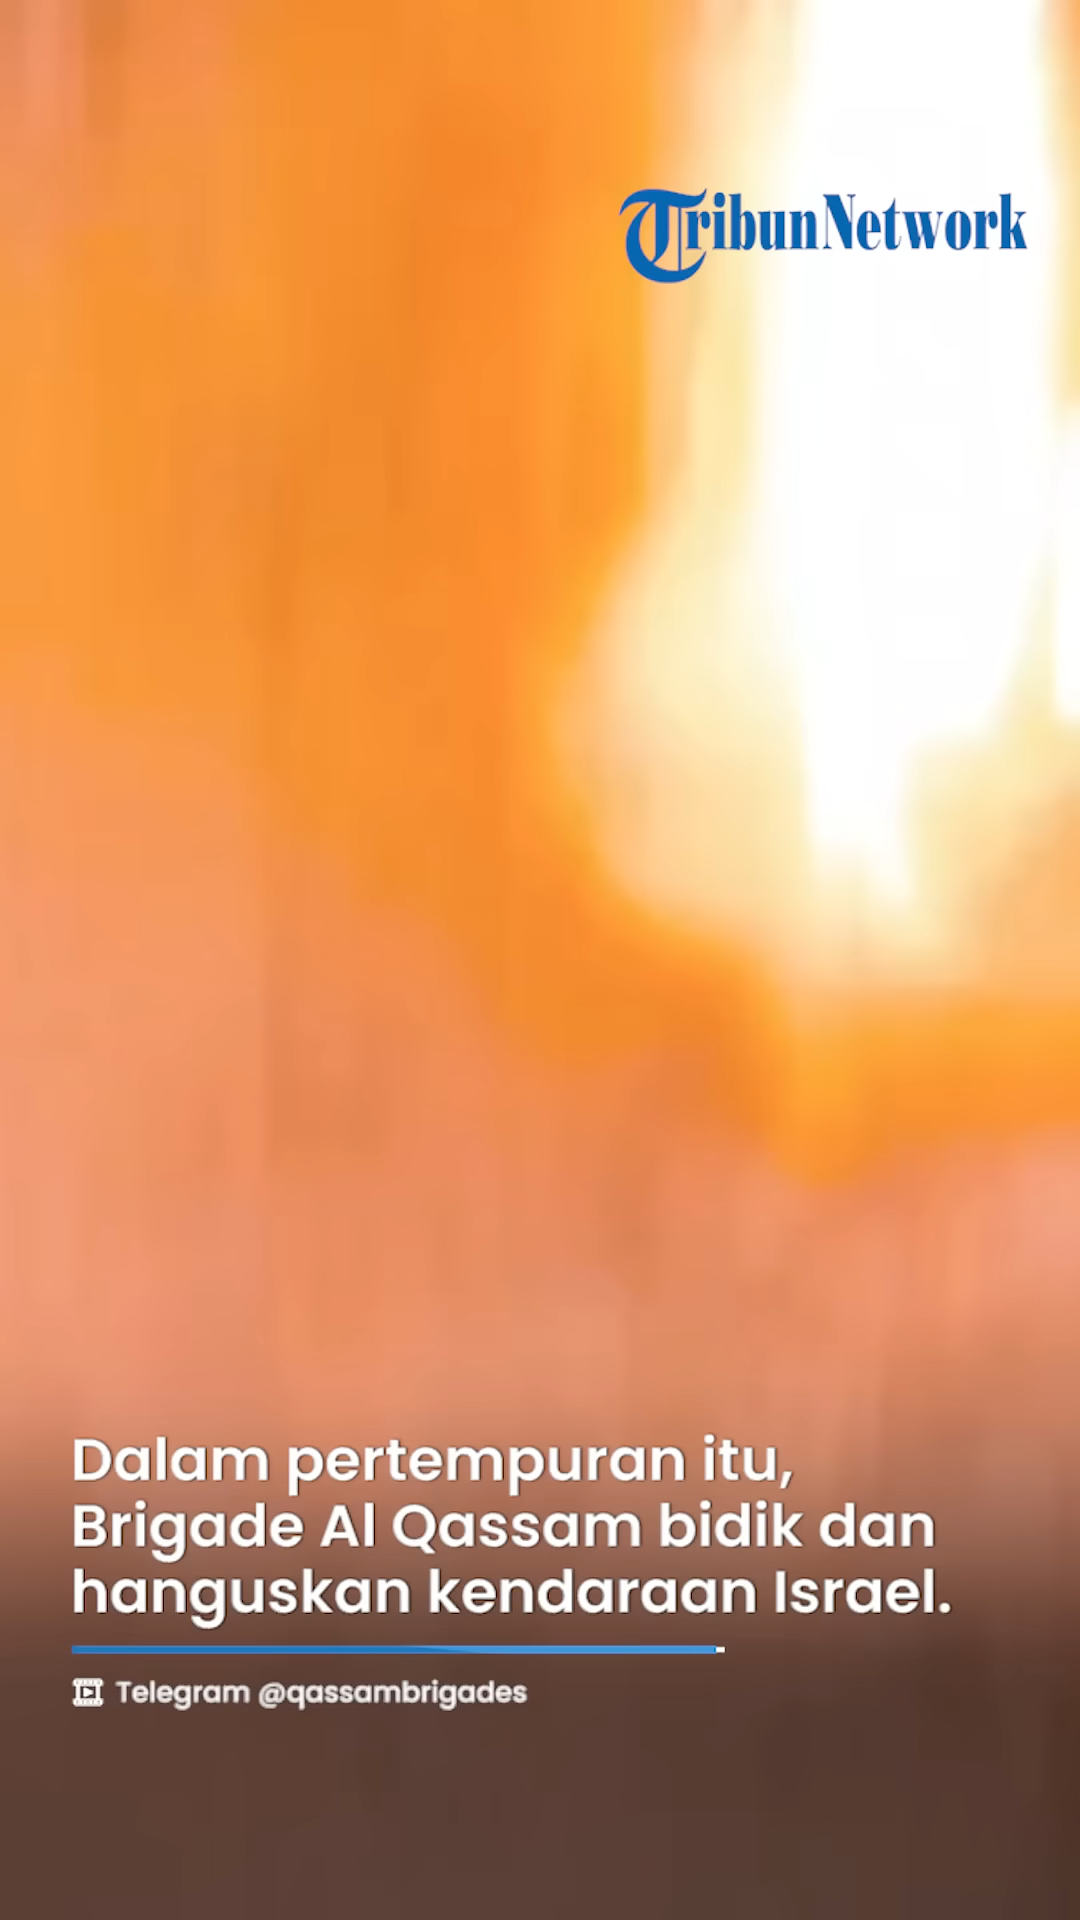 TribunNetwork
Dalam pertempuran itu,
Brigade Al Qassam bidik dan
hanguskan kendaraan Israel.
Telegram @qassambrigades